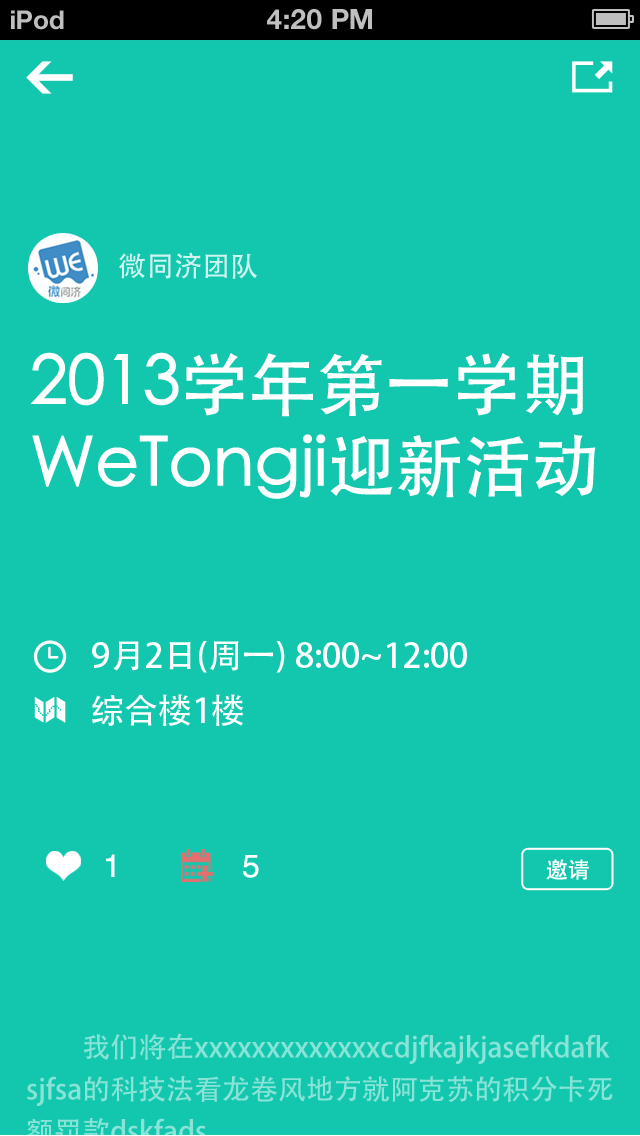 iPod 4:20 PM
WE
微同济
微同济团队
2013学年第一学期
WeTongji迎新活动
9月2日(周一) 8:00~12:00
综合楼1楼
1 5 邀请
我们将在xxxxxxxxxxxxxcdjfkajkjasefkdafk
sjfsa的科技法看龙卷风地方就阿克苏的积分卡死
额罚款dskfads